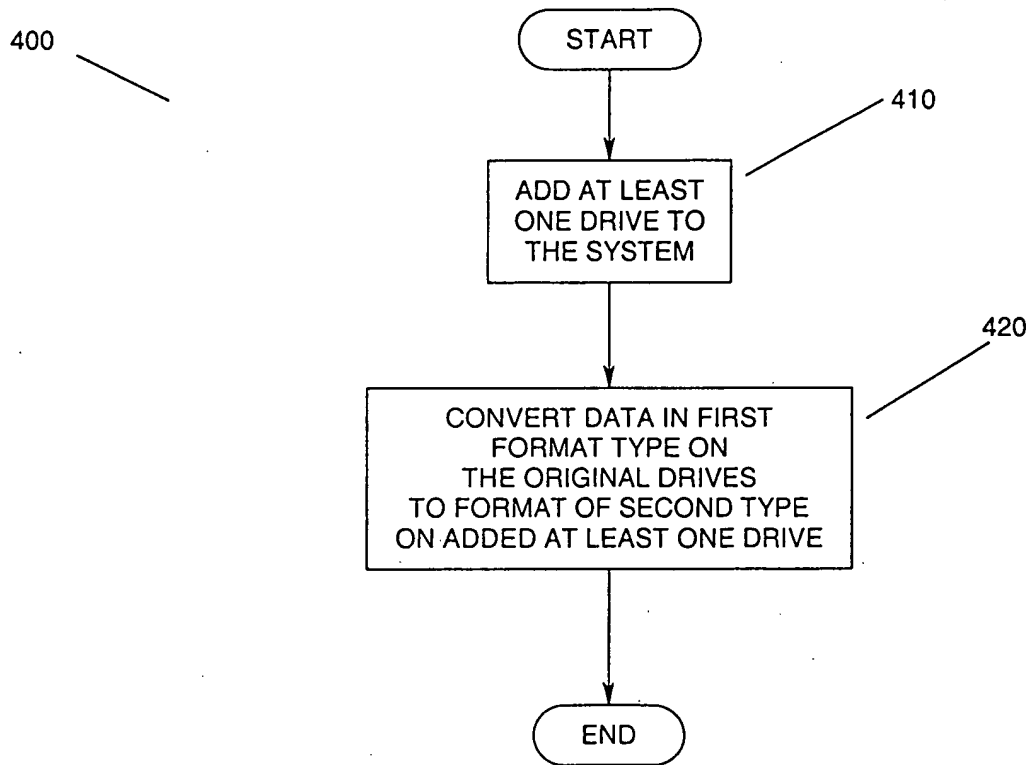 400
START
410
ADD AT LEAST
ONE DRIVE TO
THE SYSTEM
420
CONVERT DATA IN FIRST
FORMAT TYPE ON
THE ORIGINAL DRIVES
TO FORMAT OF SECOND TYPE
ON ADDED AT LEAST ONE DRIVE
END